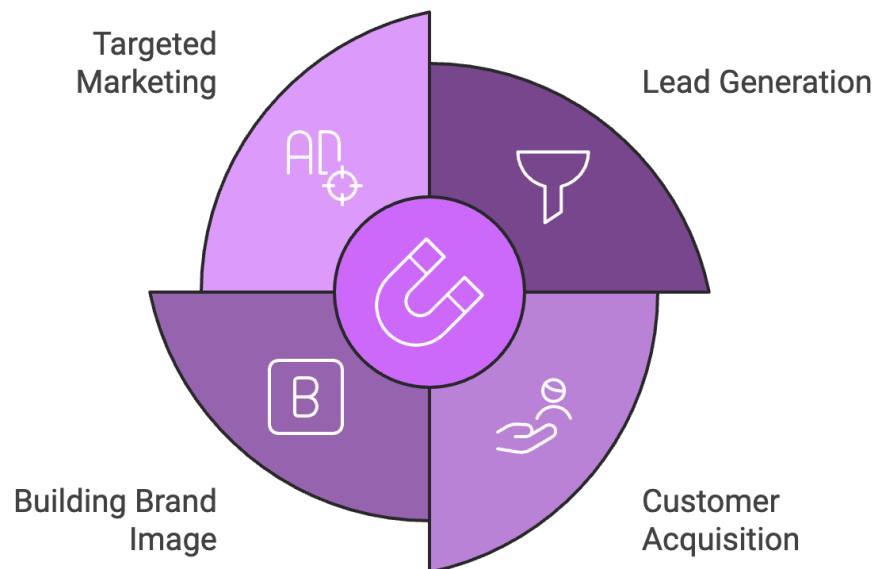 Targeted
Marketing
Lead Generation
AD
B
Building Brand
Image
Customer
Acquisition